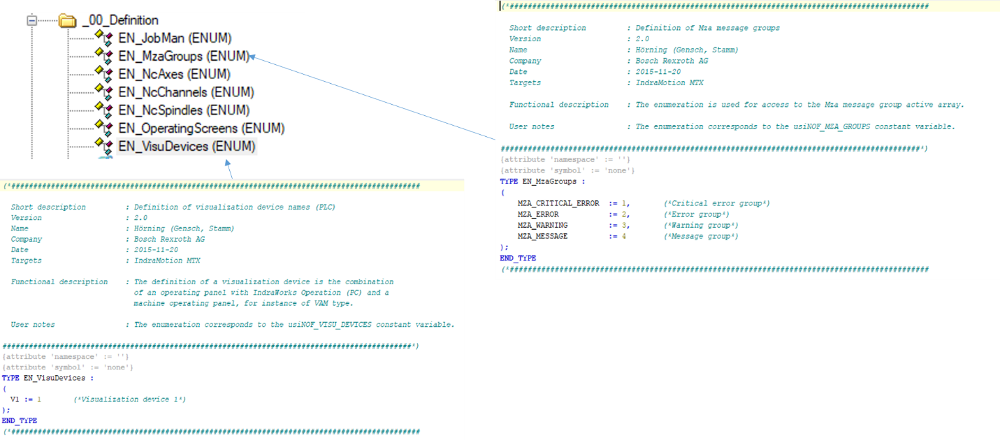 _00_Definition
EN_JobMan (ENUM)
EN_MzaGroups (ENUM)
EN_NcAxes (ENUM)
EN_NcChannels (ENUM)
EN_NcSpindles (ENUM)
EN_OperatingScreens (ENUM)
EN_VisuDevices (ENUM)
(*#############################################################################################
Short description : Definition of visualization device names (PLC)
Version : 2.0
Name : Hörning (Gensch, Stamm)
Company : Bosch Rexroth AG
Date : 2015-11-20
Targets : IndraMotion MTX
Functional description : The definition of a visualization device is the combination
of an operating panel with IndraWorks Operation (PC) and a
machine operating panel, for instance of VAM type.
User notes : The enumeration corresponds to the usiNOF_VISU_DEVICES constant variable.
#############################################################################################*)
{attribute 'namespace' := ''}
{attribute 'symbol' := 'none'}
TYPE EN_VisuDevices :
(
V1 := 1 (*Visualization device 1*)
);
END_TYPE
(*#############################################################################################
(*#############################################################################################
Short description : Definition of Mza message groups
Version : 2.0
Name : Hörning (Gensch, Stamm)
Company : Bosch Rexroth AG
Date : 2015-11-20
Targets : IndraMotion MTX
Functional description : The enumeration is used for access to the Mza message group active array.
User notes : The enumeration corresponds to the usiNOF_MZA_GROUPS constant variable.
#############################################################################################*)
{attribute 'namespace' := ''}
{attribute 'symbol' := 'none'}
TYPE EN_MzaGroups :
(
MZA_CRITICAL_ERROR := 1, (*Critical error group*)
MZA_ERROR := 2, (*Error group*)
MZA_WARNING := 3, (*Warning group*)
MZA_MESSAGE := 4 (*Message group*)
);
END_TYPE
(*#############################################################################################